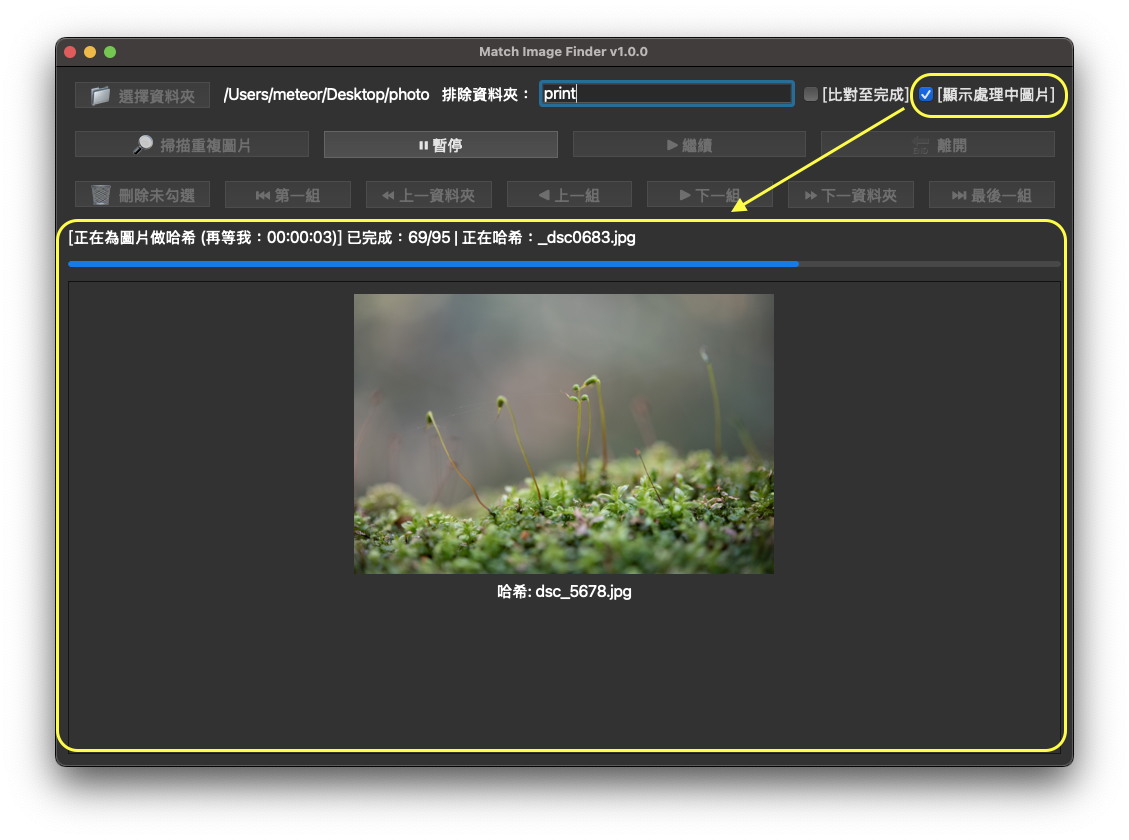 Match Image Finder v1.0.0
選擇資料夾 /Users/meteor/Desktop/photo 排除資料夾： print [比對至完成] [顯示處理中圖片]
掃描重複圖片 暫停 繼續 離開
刪除未勾選 第一組 上一資料夾 上一組 下一組 下一資料夾 最後一組
[正在為圖片做哈希 (再等我：00:00:03)] 已完成：69/95 | 正在哈希：_dsc0683.jpg
哈希: dsc_5678.jpg